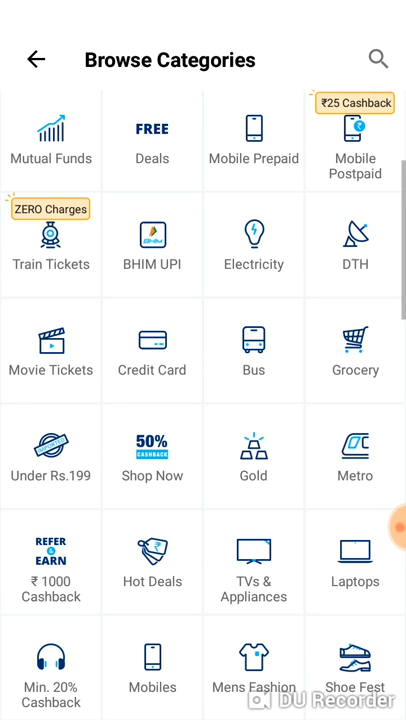 Browse Categories
₹25 Cashback
FREE
Mutual Funds
Deals
Mobile Prepaid
Mobile
Postpaid
ZERO Charges
BHIM
Train Tickets
BHIM UPI
Electricity
DTH
Movie Tickets
Credit Card
Bus
Grocery
50%
CASHBACK
Under Rs.199
Shop Now
Gold
Metro
REFER
&
EARN
₹ 1000
Cashback
Hot Deals
TVs &
Appliances
Laptops
Min. 20%
Cashback
Mobiles
Mens Fashion
Shoe Fest
DU Recorder